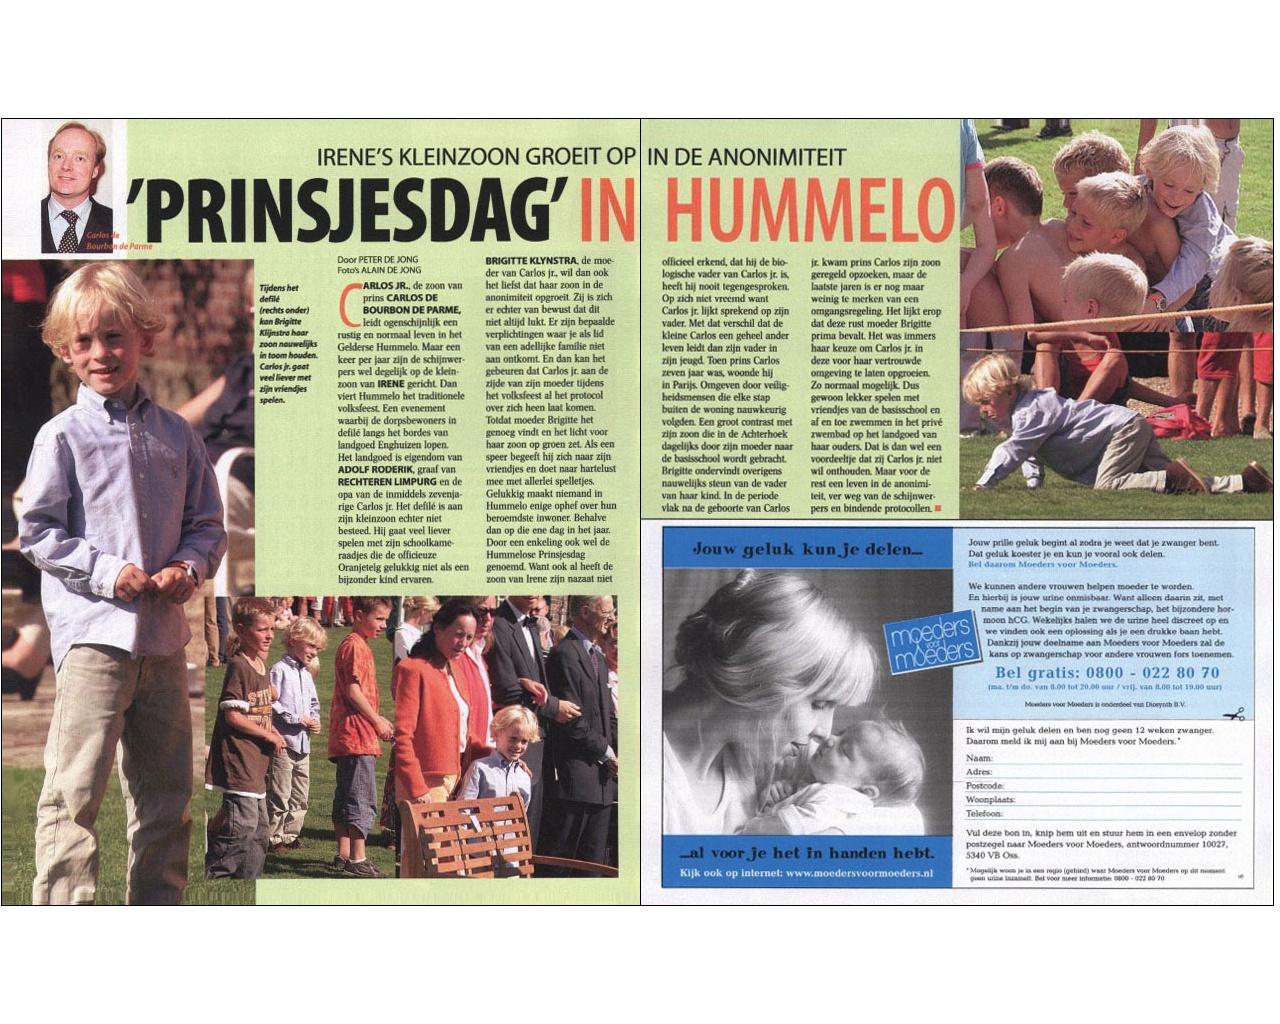 IRENE'S KLEINZOON GROEIT OP IN DE ANONIMITEIT
'PRINSJESDAG' IN HUMMELO
Carlos de
Bourbon de Parme
Tijdens het
defilé
(rechts onder)
kan Brigitte
Klijnstra haar
zoon nauwelijks
in toom houden.
Carlos jr. gaat
veel liever met
zijn vriendjes
spelen.
Door PETER DE JONG
Foto's ALAIN DE JONG
CARLOS JR., de zoon van
prins CARLOS DE
BOURBON DE PARME,
leidt ogenschijnlijk een
rustig en normaal leven in het
Gelderse Hummelo. Maar een
keer per jaar zijn de schijnwer-
pers wel degelijk op de klein-
zoon van IRENE gericht. Dan
viert Hummelo het traditionele
volksfeest. Een evenement
waarbij de dorpsbewoners in
defilé langs het bordes van
landgoed Enghuizen lopen.
Het landgoed is eigendom van
ADOLF RODERIK, graaf van
RECHTEREN LIMPURG en de
opa van de inmiddels zevenja-
rige Carlos jr. Het defilé is aan
zijn kleinzoon echter niet
besteed. Hij gaat veel liever
spelen met zijn schoolkame-
raadjes die de officieuze
Oranjetelg gelukkig niet als een
bijzonder kind ervaren.
BRIGITTE KLYNSTRA, de moe-
der van Carlos jr., wil dan ook
het liefst dat haar zoon in de
anonimiteit opgroeit. Zij is zich
er echter van bewust dat dit
niet altijd lukt. Er zijn bepaalde
verplichtingen waar je als lid
van een adellijke familie niet
aan ontkomt. En dan kan het
gebeuren dat Carlos jr. aan de
zijde van zijn moeder tijdens
het volksfeest al het protocol
over zich heen laat komen.
Totdat moeder Brigitte het
genoeg vindt en het licht voor
haar zoon op groen zet. Als een
speer begeeft hij zich naar zijn
vriendjes en doet naar hartelust
mee met allerlei spelletjes.
Gelukkig maakt niemand in
Hummelo enige ophef over hun
beroemdste inwoner. Behalve
dan op die ene dag in het jaar.
Door een enkeling ook wel de
Hummelose Prinsjesdag
genoemd. Want ook al heeft de
zoon van Irene zijn nazaat niet
officieel erkend, dat hij de bio-
logische vader van Carlos jr. is,
heeft hij nooit tegengesproken.
Op zich niet vreemd want
Carlos jr. lijkt sprekend op zijn
vader. Met dat verschil dat de
kleine Carlos een geheel ander
leven leidt dan zijn vader in
zijn jeugd. Toen prins Carlos
zeven jaar was, woonde hij
in Parijs. Omgeven door veilig-
heidsmensen die elke stap
buiten de woning nauwkeurig
volgden. Een groot contrast met
zijn zoon die in de Achterhoek
dagelijks door zijn moeder naar
de basisschool wordt gebracht.
Brigitte ondervindt overigens
nauwelijks steun van de vader
van haar kind. In de periode
vlak na de geboorte van Carlos
jr. kwam prins Carlos zijn zoon
geregeld opzoeken, maar de
laatste jaren is er nog maar
weinig te merken van een
omgangsregeling. Het lijkt erop
dat deze rust moeder Brigitte
prima bevalt. Het was immers
haar keuze om Carlos jr. in
deze voor haar vertrouwde
omgeving te laten opgroeien.
Zo normaal mogelijk. Dus
gewoon lekker spelen met
vriendjes van de basisschool en
af en toe zwemmen in het privé
zwembad op het landgoed van
haar ouders. Dat is dan wel een
voordeeltje dat zij Carlos jr. niet
wil onthouden. Maar voor de
rest een leven in de anonimi-
teit, ver weg van de schijnwer-
pers en bindende protocollen.
Jouw geluk kun je delen...
moeders
voor
moeders
...al voor je het in handen hebt.
Kijk ook op internet: www.moedersvoormoeders.nl
Jouw prille geluk begint al zodra je weet dat je zwanger bent.
Dat geluk koester je en kun je vooral ook delen.
Bel daarom Moeders voor Moeders.
We kunnen andere vrouwen helpen moeder te worden.
En hierbij is jouw urine onmisbaar. Want alleen daarin zit, met
name aan het begin van je zwangerschap, het bijzondere hor-
moon hCG. Wekelijks halen we de urine heel discreet op en
we vinden ook een oplossing als je een drukke baan hebt.
Dankzij jouw deelname aan Moeders voor Moeders zal de
kans op zwangerschap voor andere vrouwen fors toenemen.
Bel gratis: 0800 - 022 80 70
(ma. t/m do. van 8.00 tot 20.00 uur / vrij. van 8.00 tot 19.00 uur)
Moeders voor Moeders is onderdeel van Diosynth B.V.
Ik wil mijn geluk delen en ben nog geen 12 weken zwanger.
Daarom meld ik mij aan bij Moeders voor Moeders.*
Naam:
Adres:
Postcode:
Woonplaats:
Telefoon:
Vul deze bon in, knip hem uit en stuur hem in een envelop zonder
postzegel naar Moeders voor Moeders, antwoordnummer 10027,
5340 VB Oss.
* Mogelijk woon je in een regio (gebied) waar Moeders voor Moeders op dit moment
geen urine inzamelt. Bel voor meer informatie: 0800 - 022 80 70